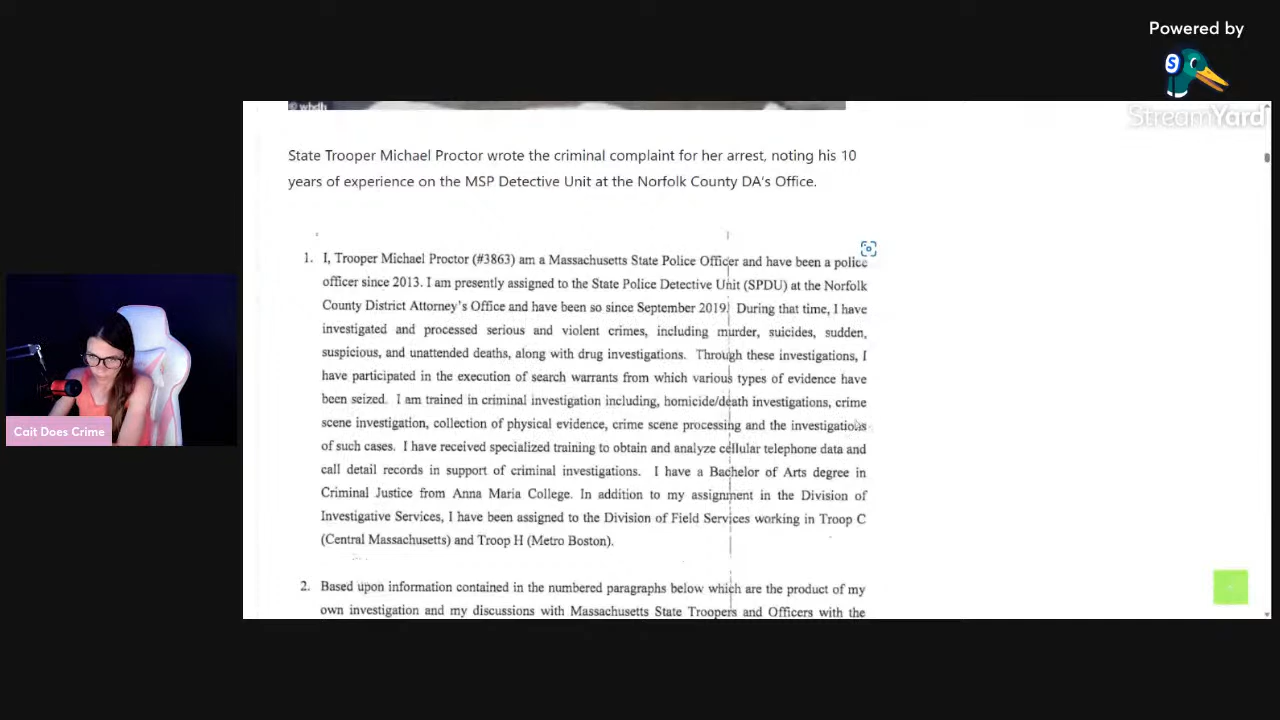 Powered by
S
StreamYard
© whdh
State Trooper Michael Proctor wrote the criminal complaint for her arrest, noting his 10
years of experience on the MSP Detective Unit at the Norfolk County DA's Office.
1. I, Trooper Michael Proctor (#3863) am a Massachusetts State Police Officer and have been a police
officer since 2013. I am presently assigned to the State Police Detective Unit (SPDU) at the Norfolk
County District Attorney's Office and have been so since September 2019. During that time, I have
investigated and processed serious and violent crimes, including murder, suicides, sudden,
suspicious, and unattended deaths, along with drug investigations. Through these investigations, I
have participated in the execution of search warrants from which various types of evidence have
been seized. I am trained in criminal investigation including, homicide/death investigations, crime
scene investigation, collection of physical evidence, crime scene processing and the investigations
of such cases. I have received specialized training to obtain and analyze cellular telephone data and
call detail records in support of criminal investigations. I have a Bachelor of Arts degree in
Criminal Justice from Anna Maria College. In addition to my assignment in the Division of
Investigative Services, I have been assigned to the Division of Field Services working in Troop C
(Central Massachusetts) and Troop H (Metro Boston).
2. Based upon information contained in the numbered paragraphs below which are the product of my
own investigation and my discussions with Massachusetts State Troopers and Officers with the
Cait Does Crime